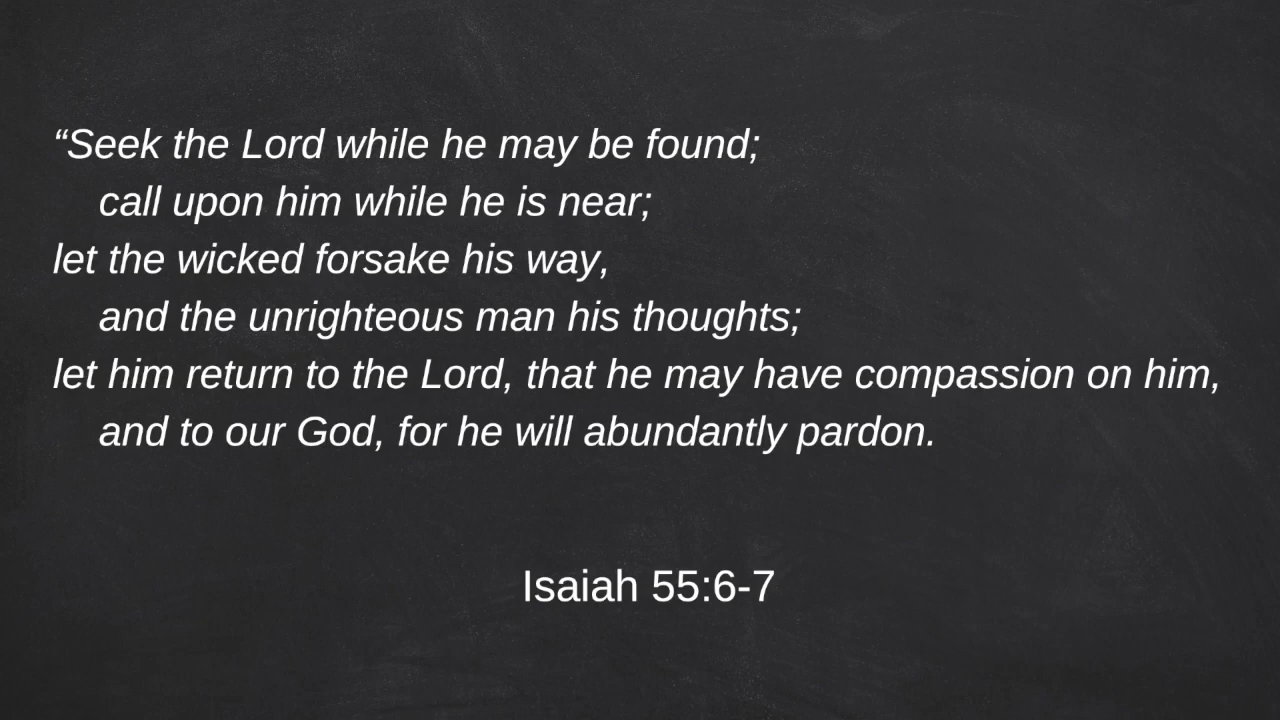 “Seek the Lord while he may be found;
call upon him while he is near;
let the wicked forsake his way,
and the unrighteous man his thoughts;
let him return to the Lord, that he may have compassion on him,
and to our God, for he will abundantly pardon.
Isaiah 55:6-7